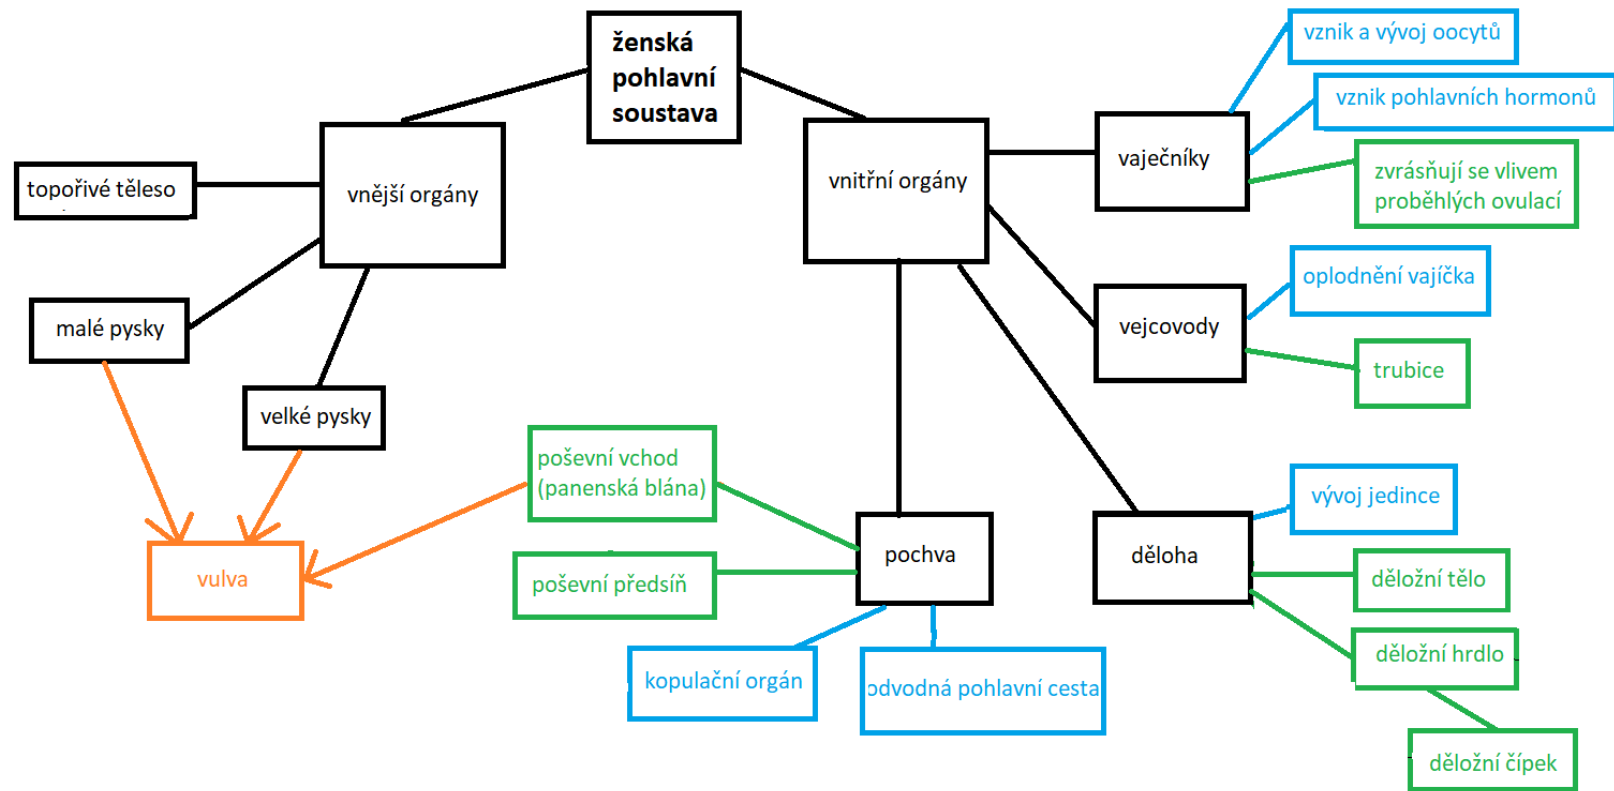 ženská
pohlavní
soustava
vnější orgány
topořivé těleso
malé pysky
velké pysky
vulva
vnitřní orgány
vaječníky
vznik a vývoj oocytů
vznik pohlavních hormonů
zvrásňují se vlivem
proběhlých ovulací
vejcovody
oplodnění vajíčka
trubice
děloha
vývoj jedince
děložní tělo
děložní hrdlo
děložní čípek
pochva
poševní vchod
(panenská blána)
poševní předsíň
kopulační orgán
odvodná pohlavní cesta